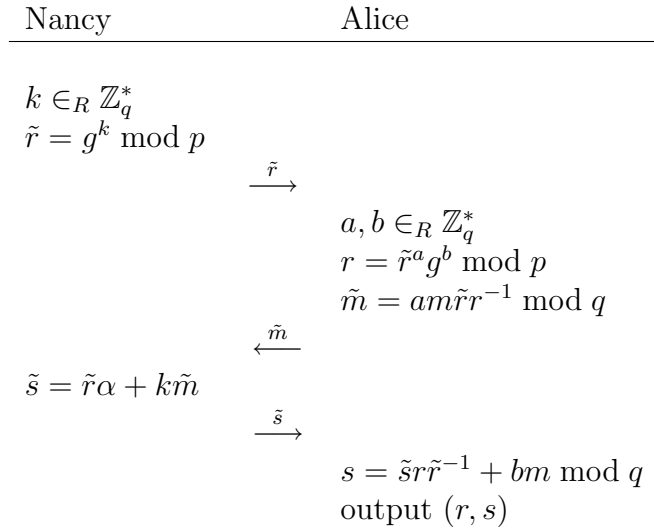 Nancy Alice
k ∈_R ℤ_q^*
r̃ = g^k mod p
r̃
⟶
a, b ∈_R ℤ_q^*
r = r̃^a g^b mod p
m̃ = amr̃r^{-1} mod q
m̃
⟵
s̃ = r̃α + km̃
s̃
⟶
s = s̃rr̃^{-1} + bm mod q
output (r, s)